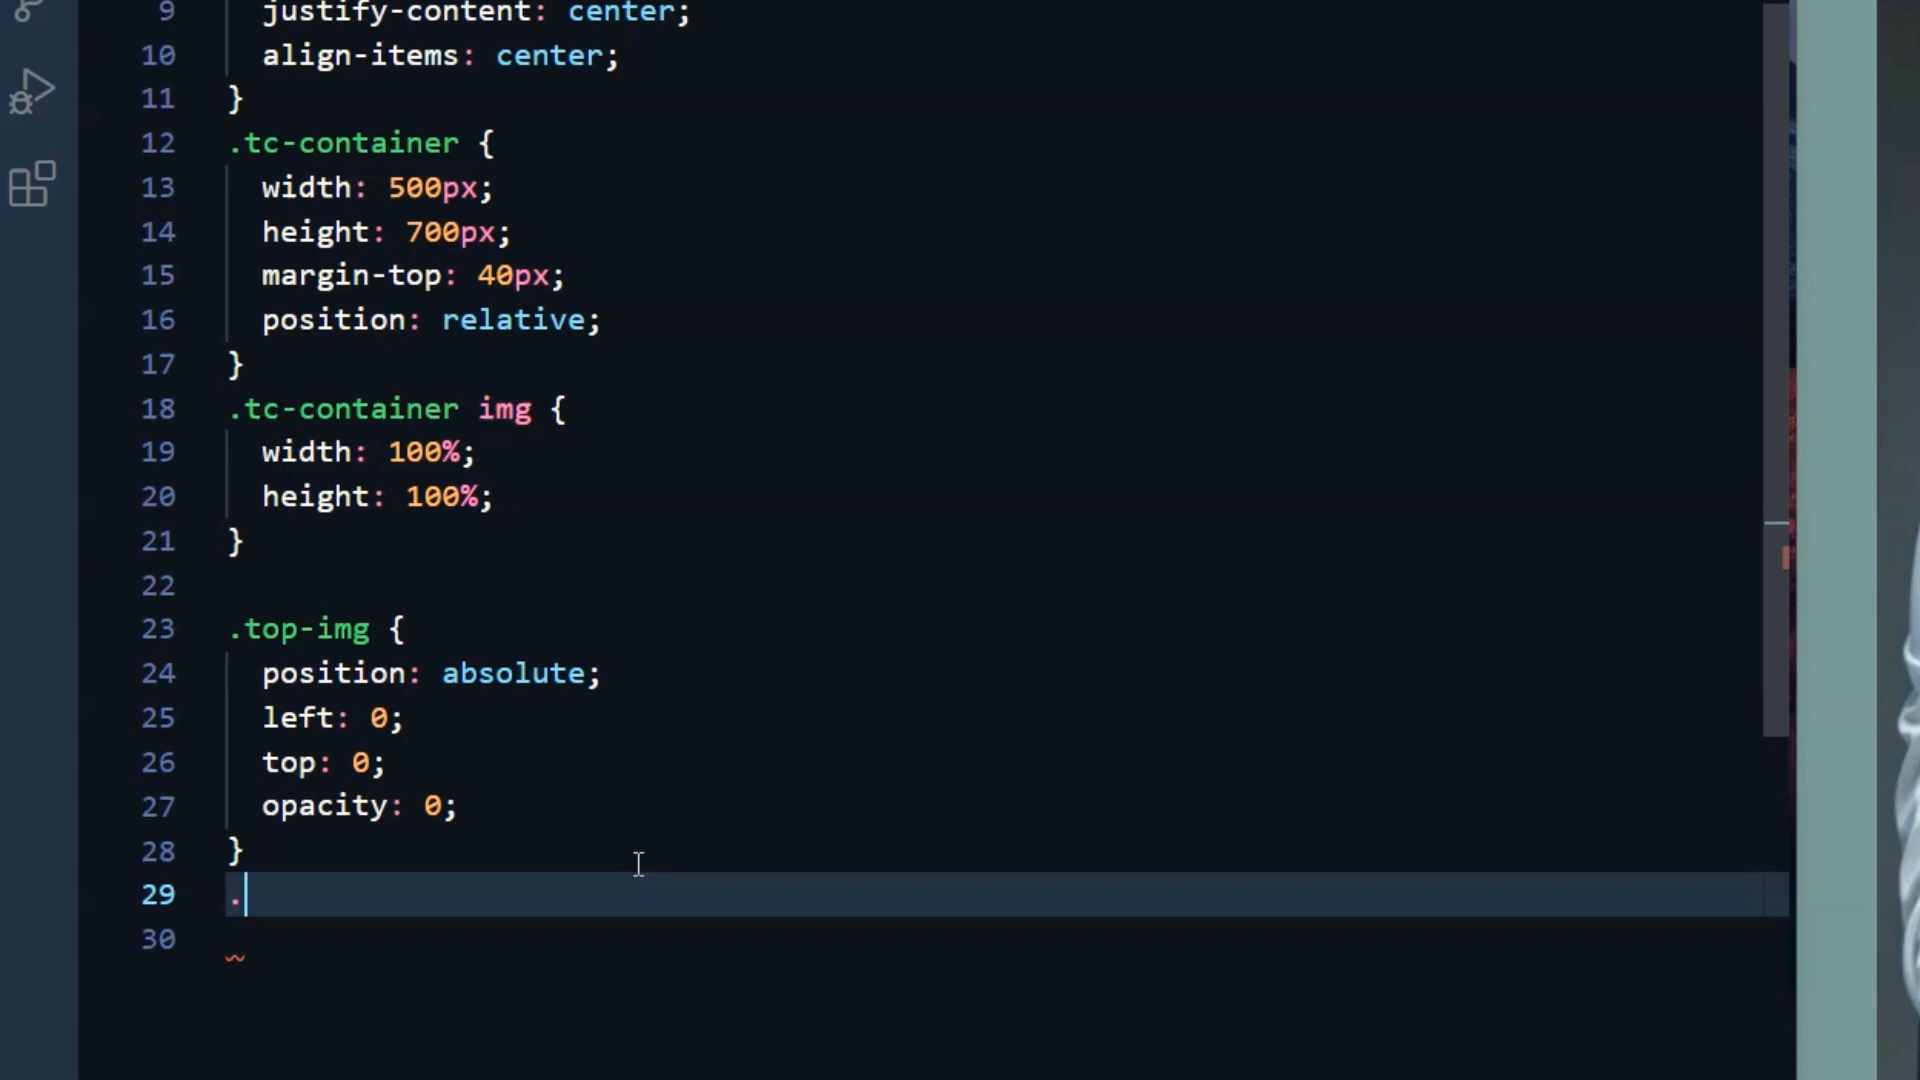 9 justify-content: center;
10 align-items: center;
11 }
12 .tc-container {
13 width: 500px;
14 height: 700px;
15 margin-top: 40px;
16 position: relative;
17 }
18 .tc-container img {
19 width: 100%;
20 height: 100%;
21 }
22
23 .top-img {
24 position: absolute;
25 left: 0;
26 top: 0;
27 opacity: 0;
28 }
29 .
30